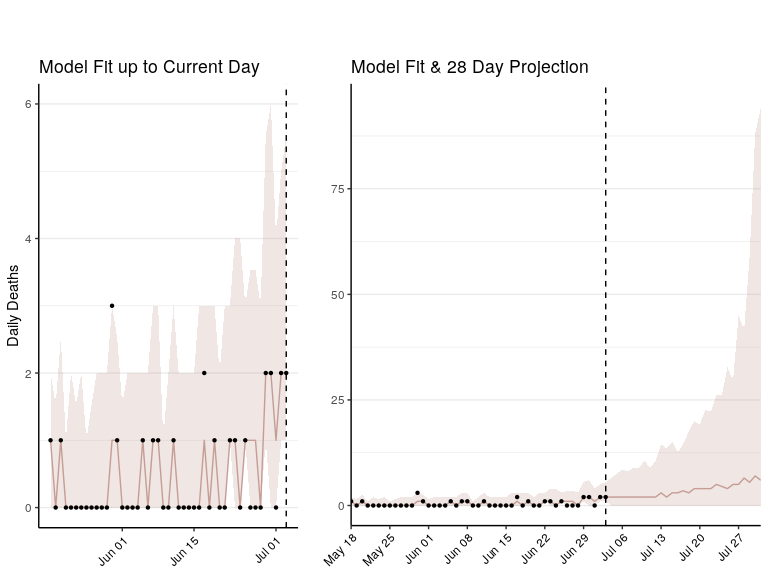 Model Fit up to Current Day
Daily Deaths
6
4
2
0
Jun 01
Jun 15
Jul 01
Model Fit & 28 Day Projection
75
50
25
0
May 18
May 25
Jun 01
Jun 08
Jun 15
Jun 22
Jun 29
Jul 06
Jul 13
Jul 20
Jul 27